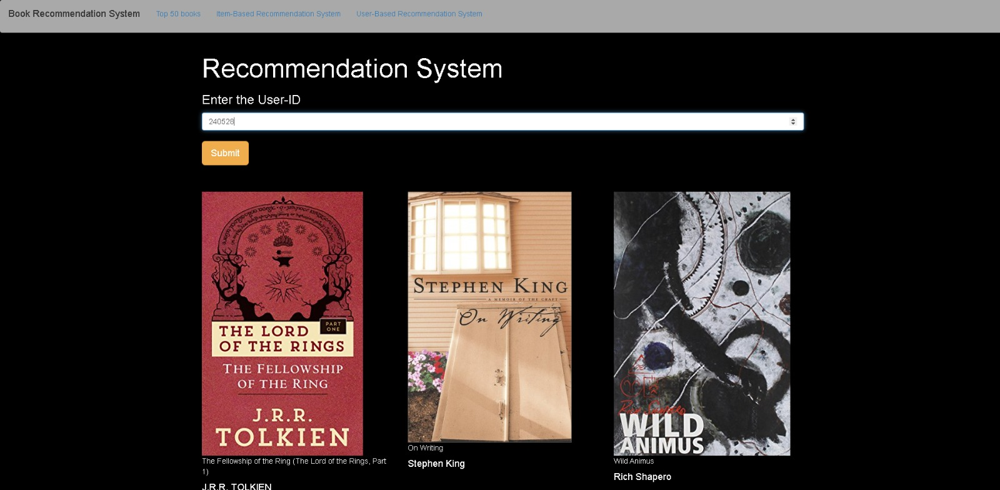 Book Recommendation System Top 50 books Item-Based Recommendation System User-Based Recommendation System
Recommendation System
Enter the User-ID
240528
Submit
PART
ONE
THE LORD
OF THE RINGS
THE FELLOWSHIP
OF THE RING
J.R.R.
TOLKIEN
The Fellowship of the Ring (The Lord of the Rings, Part
1)
J.R.R. TOLKIEN
STEPHEN KING
A MEMOIR OF THE CRAFT
On Writing
On Writing
Stephen King
Rich Shapero
WILD
ANIMUS
Wild Animus
Rich Shapero